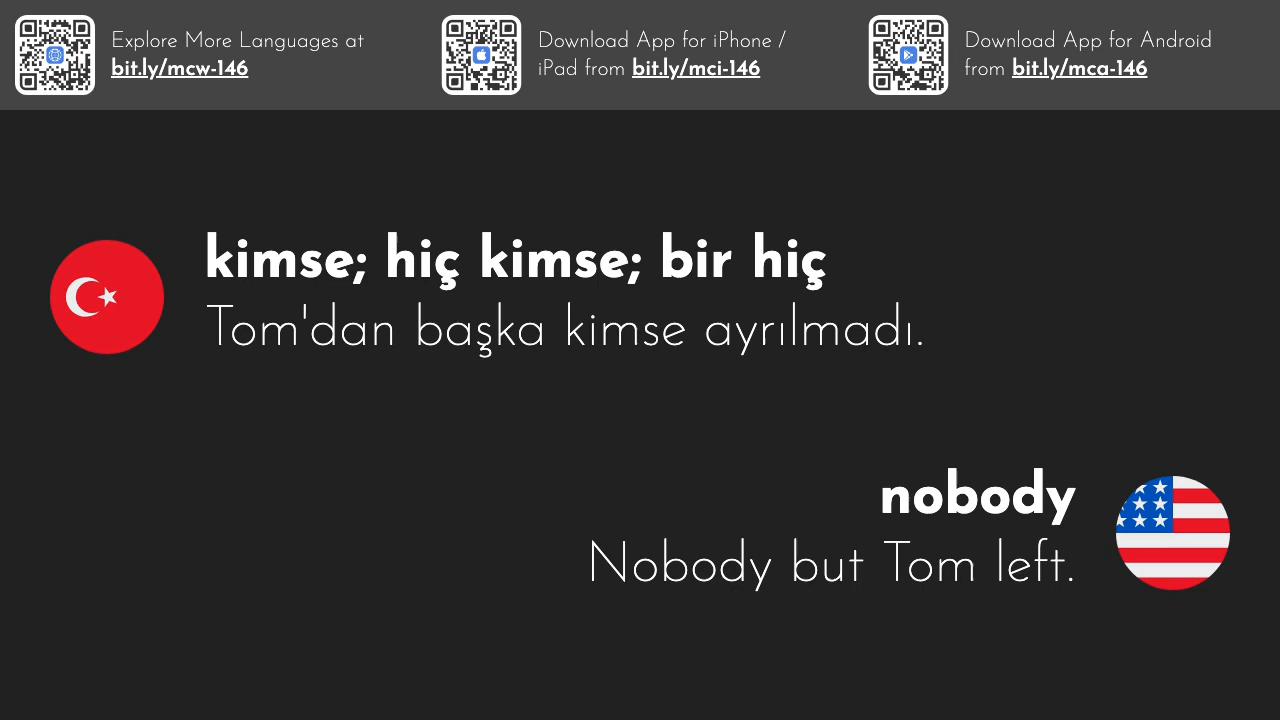 Explore More Languages at
bit.ly/mcw-146
Download App for iPhone /
iPad from bit.ly/mci-146
Download App for Android
from bit.ly/mca-146
kimse; hiç kimse; bir hiç
Tom'dan başka kimse ayrılmadı.
nobody
Nobody but Tom left.